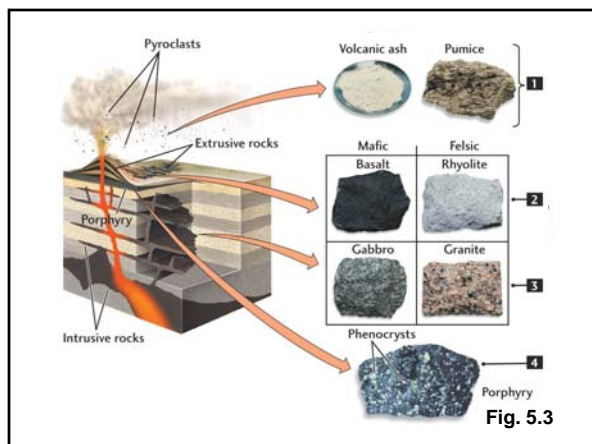 Pyroclasts
Volcanic ash
Pumice
1
Extrusive rocks
Mafic
Felsic
Basalt
Rhyolite
2
Porphyry
Gabbro
Granite
3
Intrusive rocks
Phenocrysts
4
Porphyry
Fig. 5.3